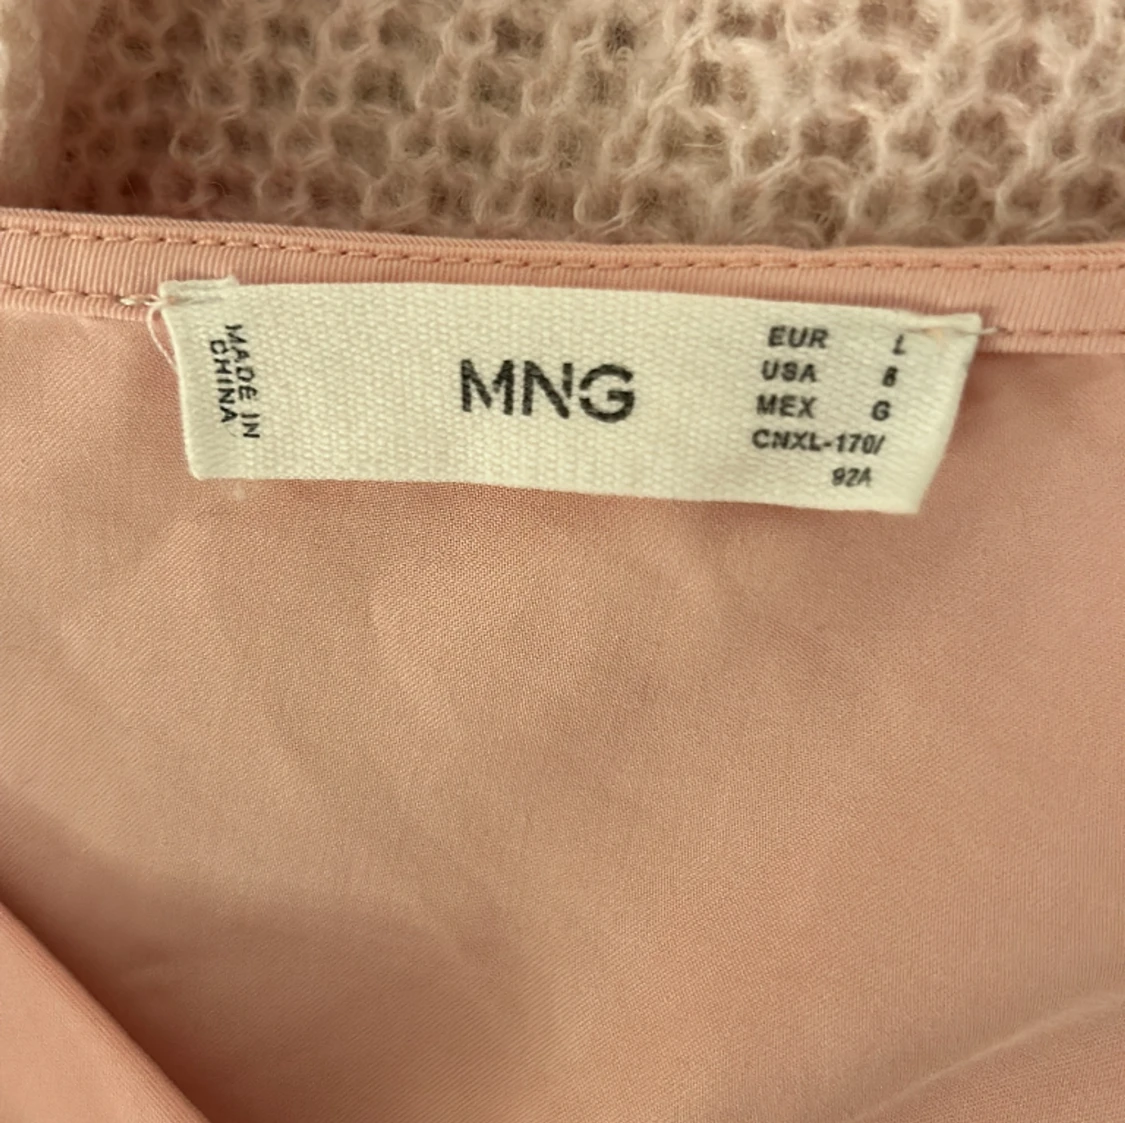 MADE IN
CHINA
MNG
EUR L
USA 8
MEX G
CNXL-170/
92A